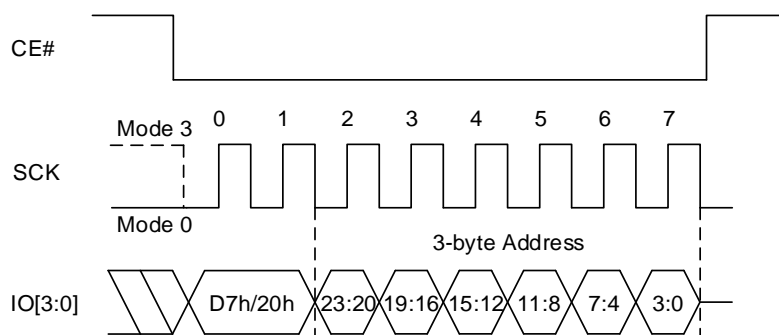 CE#
Mode 3
0 1 2 3 4 5 6 7
SCK
Mode 0
3-byte Address
IO[3:0]
D7h/20h 23:20 19:16 15:12 11:8 7:4 3:0